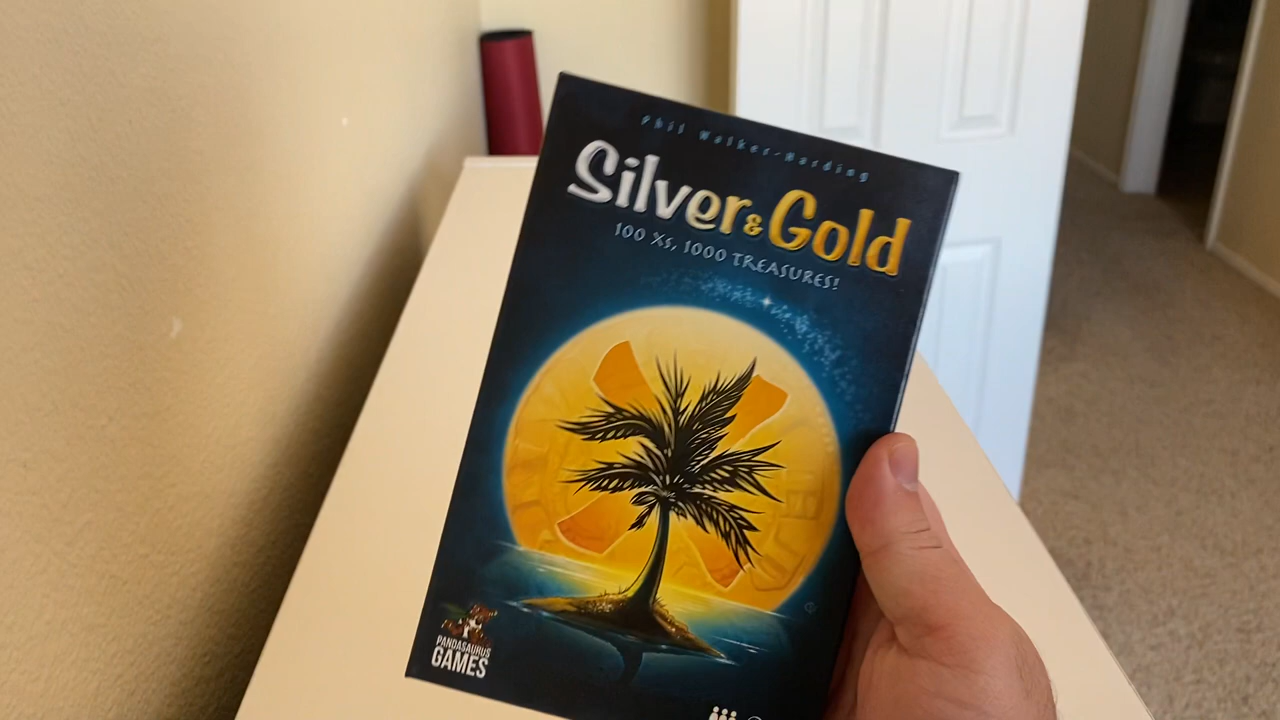 Phil Walker-Harding
Silver & Gold
100 Xs, 1000 TREASURES!
PANDASAURUS
GAMES